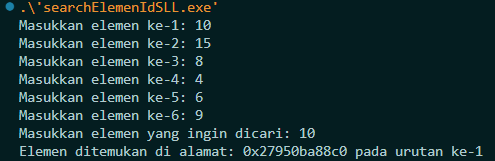 .\'searchElemenIdSLL.exe'
Masukkan elemen ke-1: 10
Masukkan elemen ke-2: 15
Masukkan elemen ke-3: 8
Masukkan elemen ke-4: 4
Masukkan elemen ke-5: 6
Masukkan elemen ke-6: 9
Masukkan elemen yang ingin dicari: 10
Elemen ditemukan di alamat: 0x27950ba88c0 pada urutan ke-1